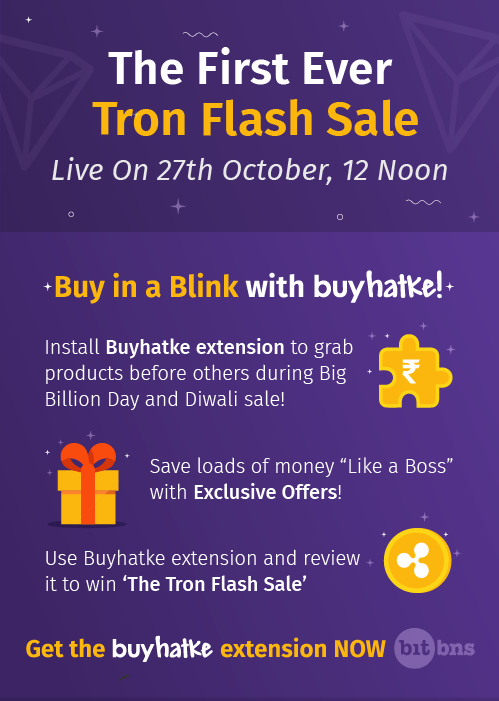 The First Ever
Tron Flash Sale
Live On 27th October, 12 Noon
Buy in a Blink with buyhatke!
Install Buyhatke extension to grab
products before others during Big
Billion Day and Diwali sale!
₹
Save loads of money “Like a Boss”
with Exclusive Offers!
Use Buyhatke extension and review
it to win ‘The Tron Flash Sale’
Get the buyhatke extension NOW bitbns